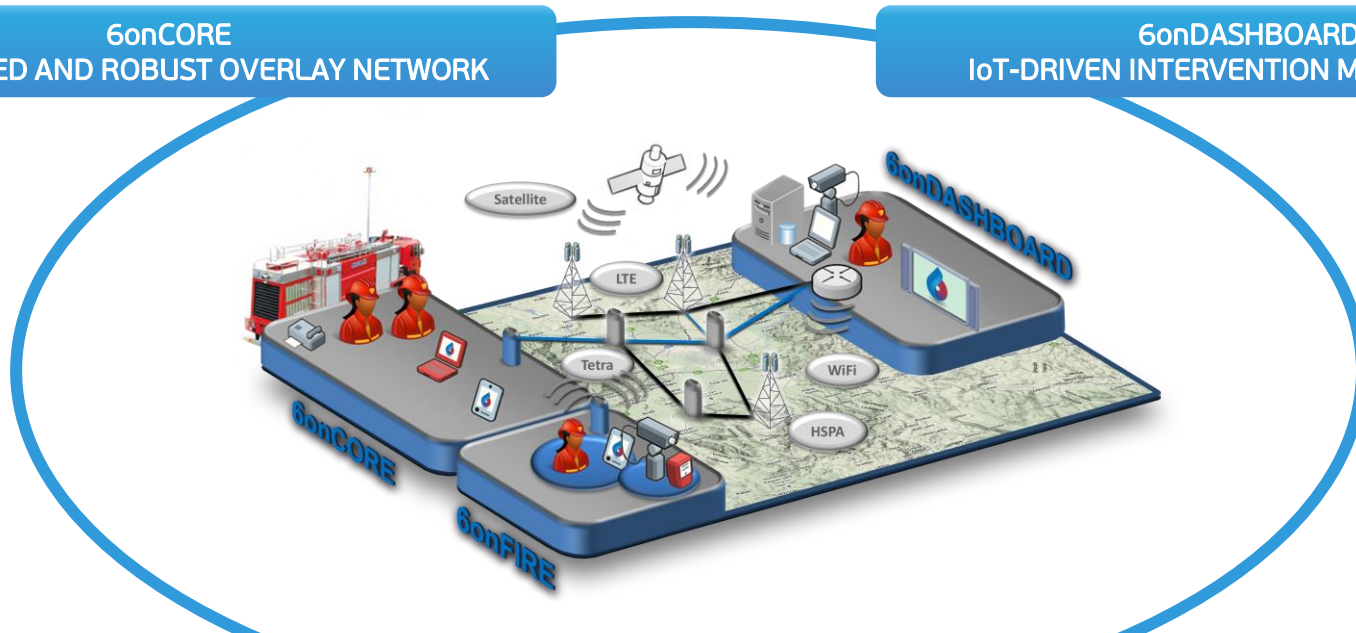 6onCORE
ED AND ROBUST OVERLAY NETWORK
6onDASHBOARD
IoT-DRIVEN INTERVENTION M
Satellite
6onDASHBOARD
LTE
Tetra
WiFi
HSPA
6onCORE
6onFIRE